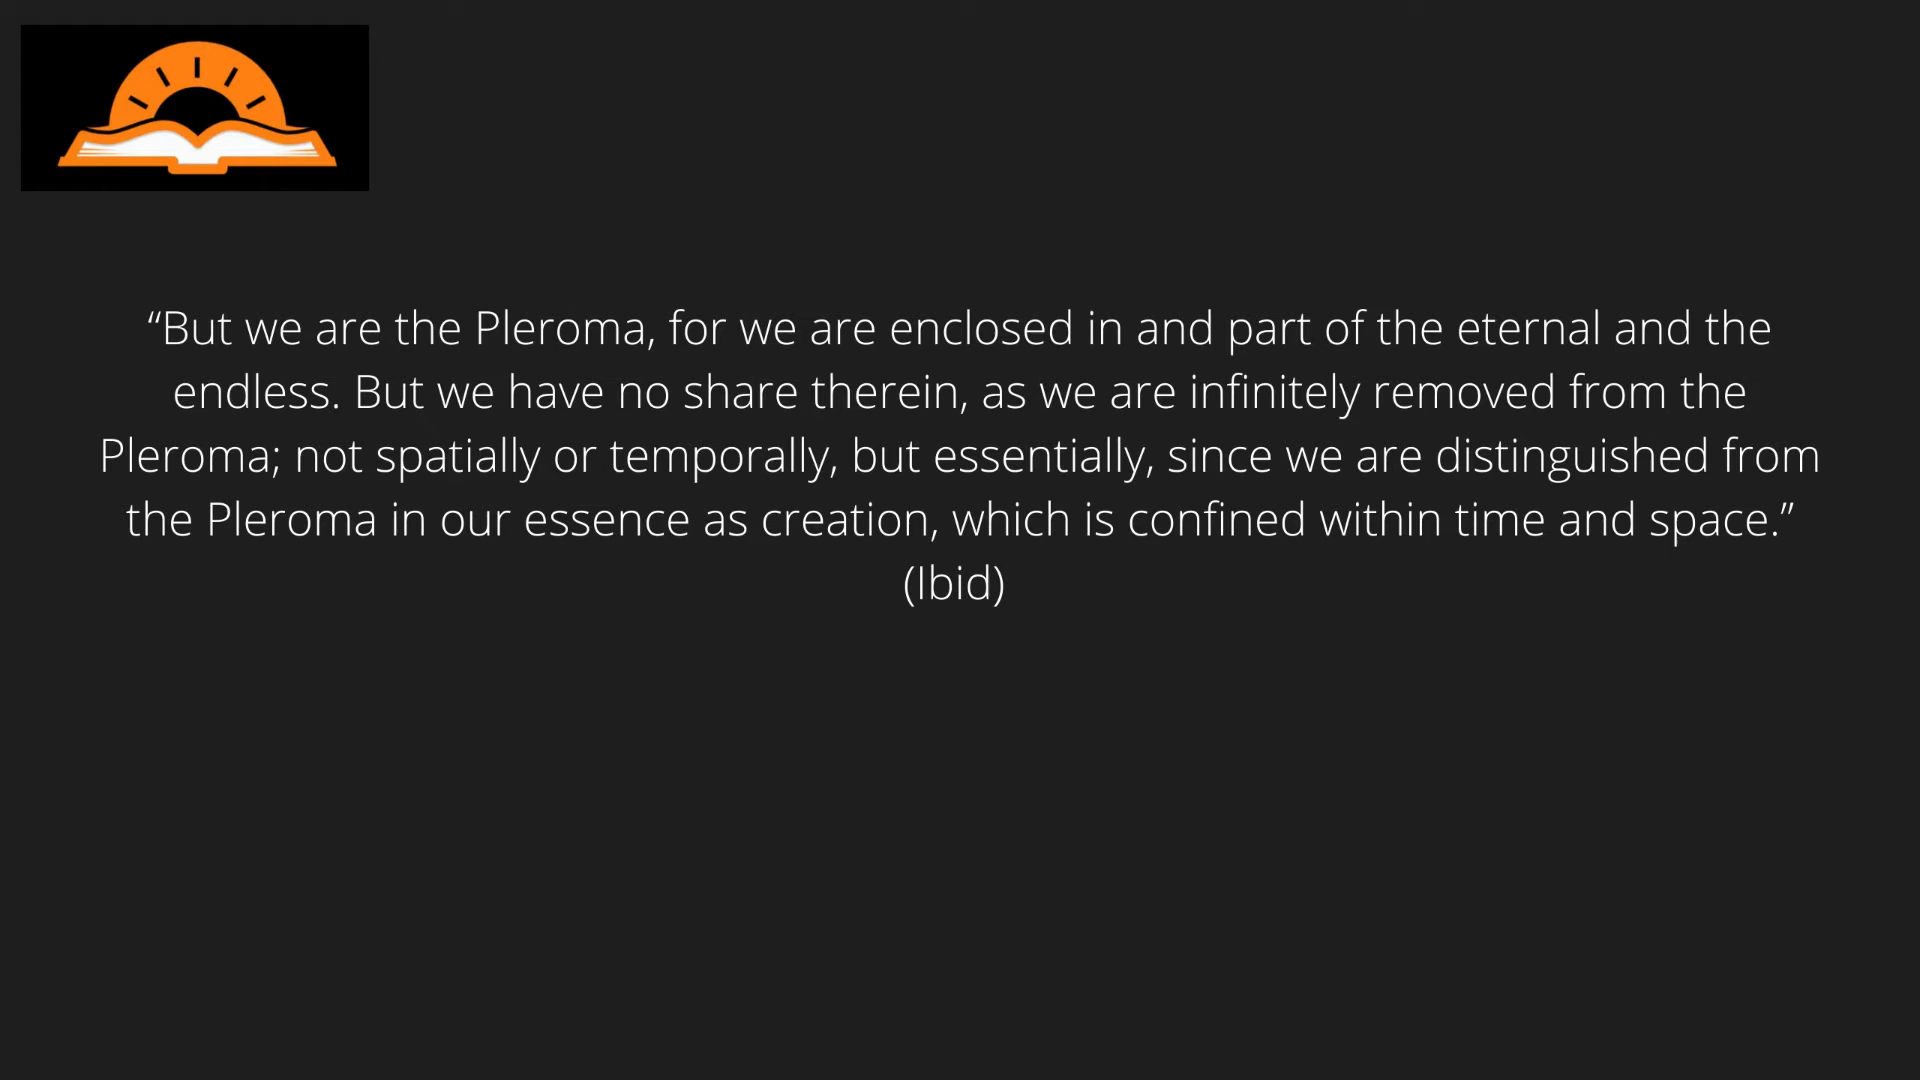 “But we are the Pleroma, for we are enclosed in and part of the eternal and the
endless. But we have no share therein, as we are infinitely removed from the
Pleroma; not spatially or temporally, but essentially, since we are distinguished from
the Pleroma in our essence as creation, which is confined within time and space.”
(Ibid)